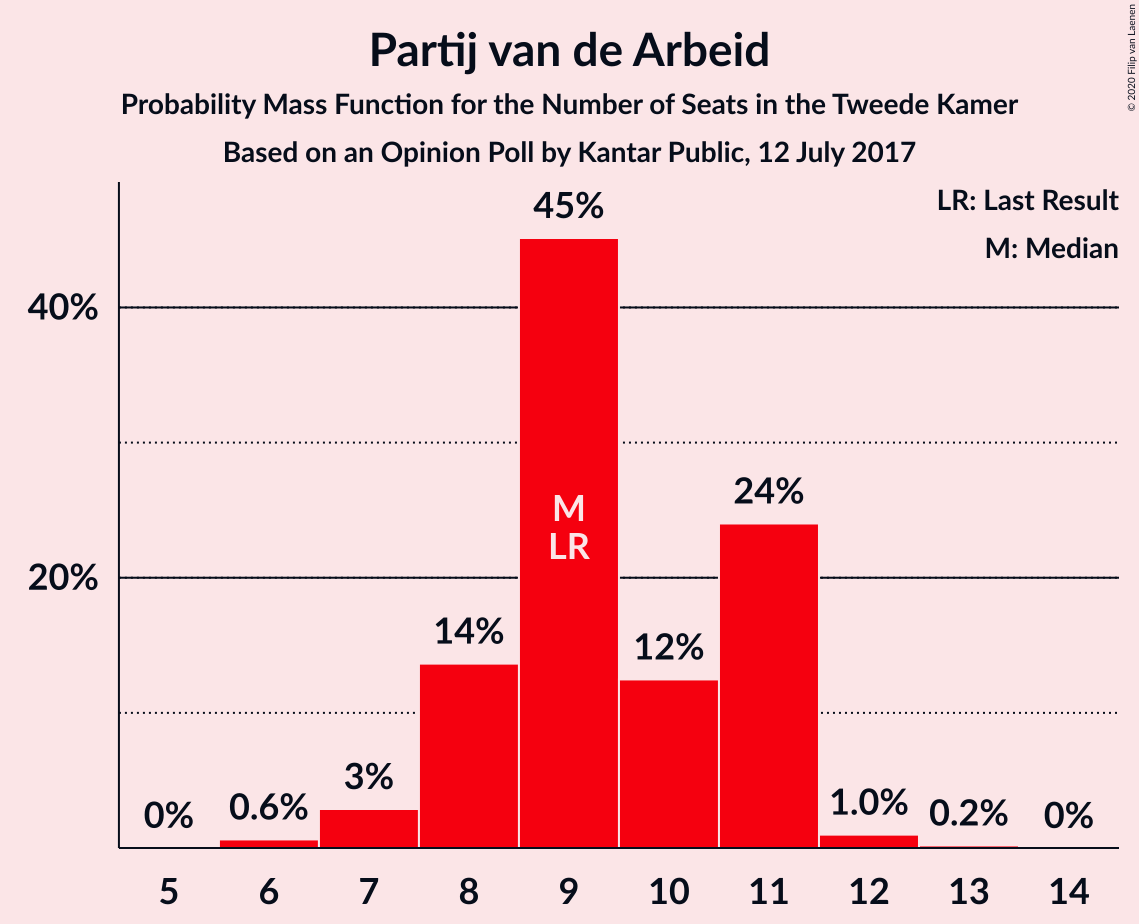 Partij van de Arbeid
Probability Mass Function for the Number of Seats in the Tweede Kamer
Based on an Opinion Poll by Kantar Public, 12 July 2017
© 2020 Filip van Laenen
LR: Last Result
M: Median
45%
40%
24%
M
LR
20%
14%
12%
3%
0%
0.6%
1.0%
0.2%
0%
5 6 7 8 9 10 11 12 13 14